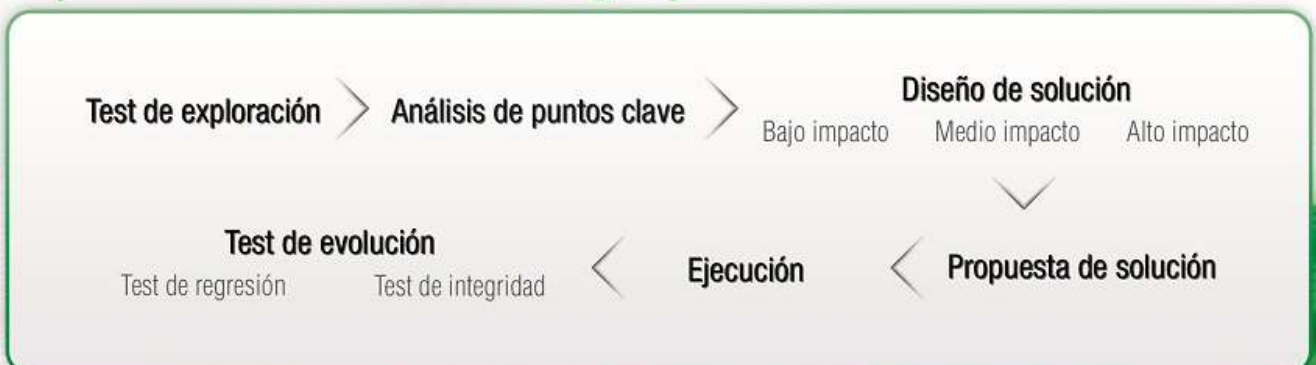 Test de exploración
Análisis de puntos clave
Diseño de solución
Bajo impacto Medio impacto Alto impacto
Test de evolución
Test de regresión Test de integridad
Ejecución
Propuesta de solución